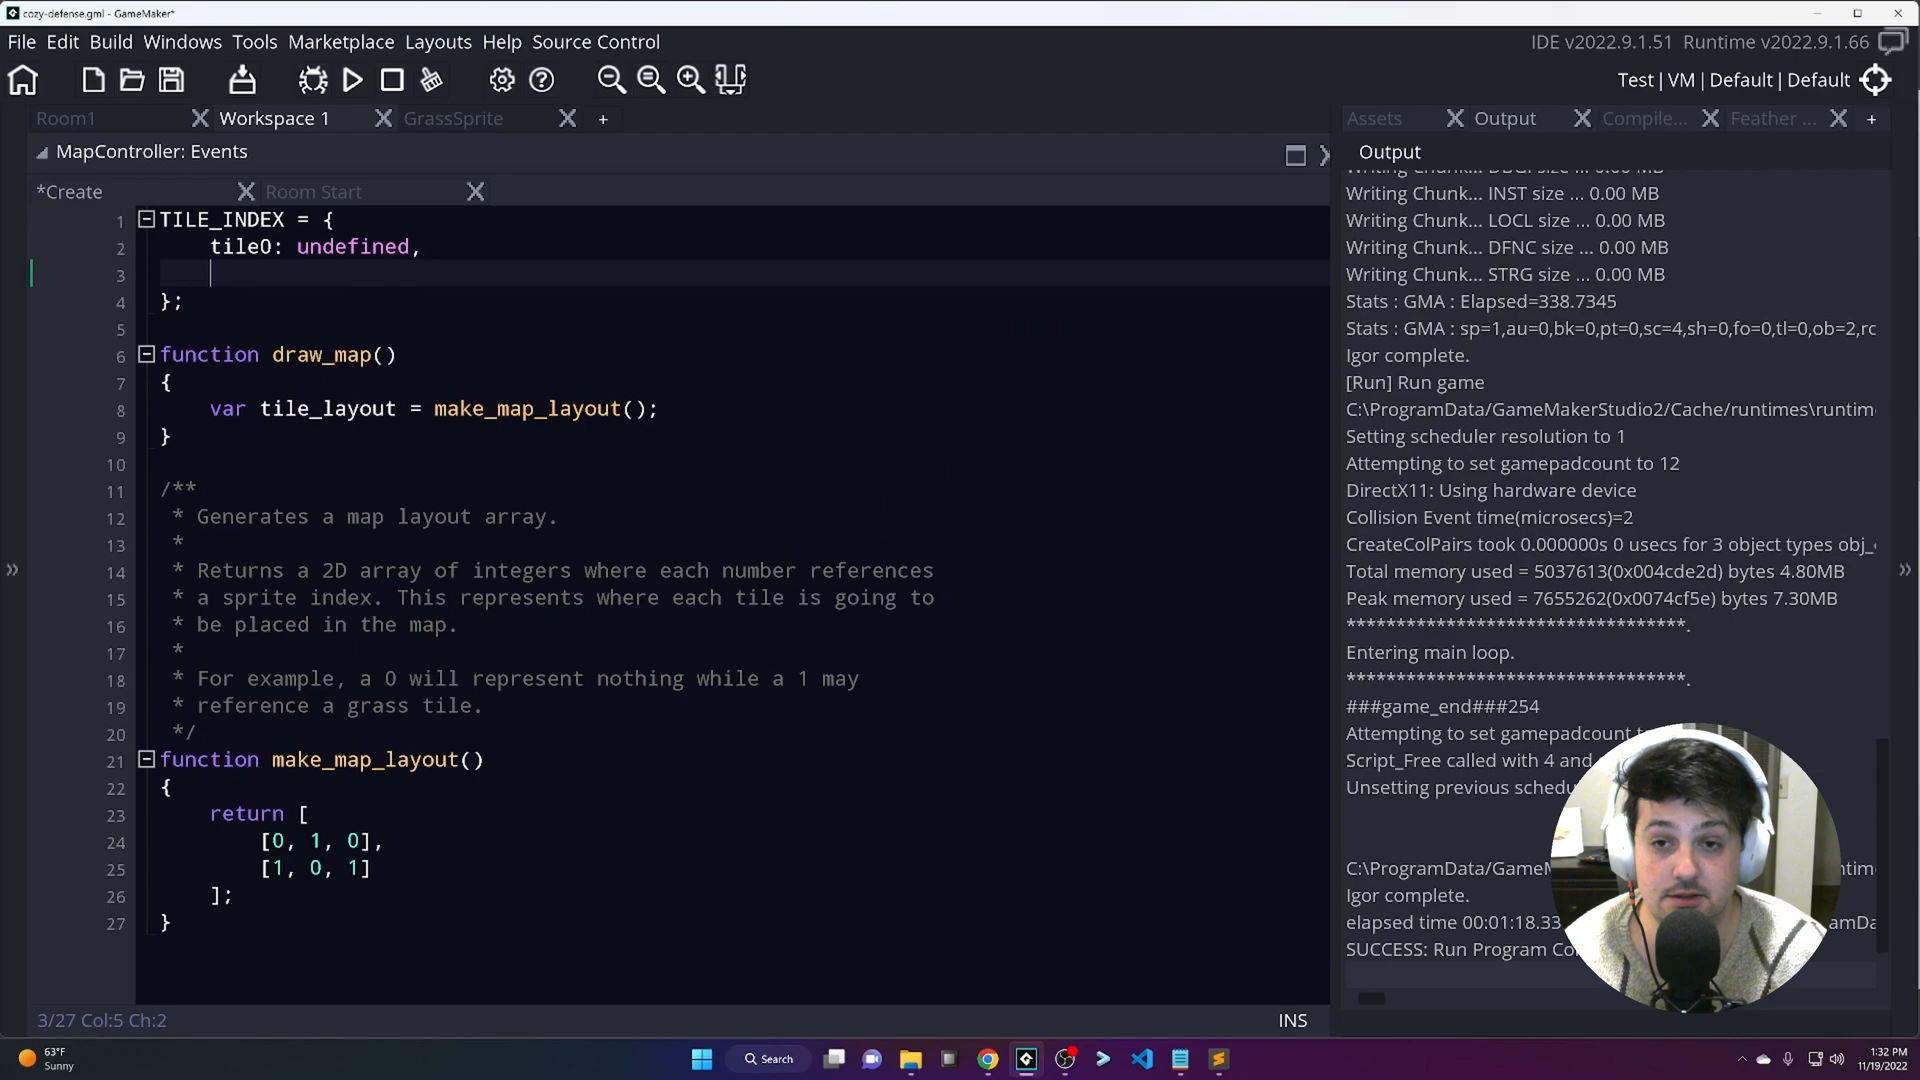 cozy-defense.gml - GameMaker*
File Edit Build Windows Tools Marketplace Layouts Help Source Control
IDE v2022.9.1.51 Runtime v2022.9.1.66
Test | VM | Default | Default
Room1 Workspace 1 GrassSprite +
Assets Output Compile... Feather ... +
MapController: Events
Output
*Create Room Start
1 TILE_INDEX = {
2 tile0: undefined,
3
4 };
5
6 function draw_map()
7 {
8 var tile_layout = make_map_layout();
9 }
10
11 /**
12 * Generates a map layout array.
13 *
14 * Returns a 2D array of integers where each number references
15 * a sprite index. This represents where each tile is going to
16 * be placed in the map.
17 *
18 * For example, a 0 will represent nothing while a 1 may
19 * reference a grass tile.
20 */
21 function make_map_layout()
22 {
23 return [
24 [0, 1, 0],
25 [1, 0, 1]
26 ];
27 }
Writing Chunk... INST size ... 0.00 MB
Writing Chunk... LOCL size ... 0.00 MB
Writing Chunk... DFNC size ... 0.00 MB
Writing Chunk... STRG size ... 0.00 MB
Stats : GMA : Elapsed=338.7345
Stats : GMA : sp=1,au=0,bk=0,pt=0,sc=4,sh=0,fo=0,tl=0,ob=2,rc
Igor complete.
[Run] Run game
C:\ProgramData/GameMakerStudio2/Cache/runtimes\runtim
Setting scheduler resolution to 1
Attempting to set gamepadcount to 12
DirectX11: Using hardware device
Collision Event time(microsecs)=2
CreateColPairs took 0.000000s 0 usecs for 3 object types obj_
Total memory used = 5037613(0x004cde2d) bytes 4.80MB
Peak memory used = 7655262(0x0074cf5e) bytes 7.30MB
**********************************.
Entering main loop.
**********************************.
###game_end###254
Attempting to set gamepadcount
Script_Free called with 4 and
Unsetting previous
C:\ProgramData/
Igor complete.
elapsed time 00:01:18.33
SUCCESS: Run Program
3/27 Col:5 Ch:2
INS
63°F
Sunny
Search
1:32 PM
11/19/2022